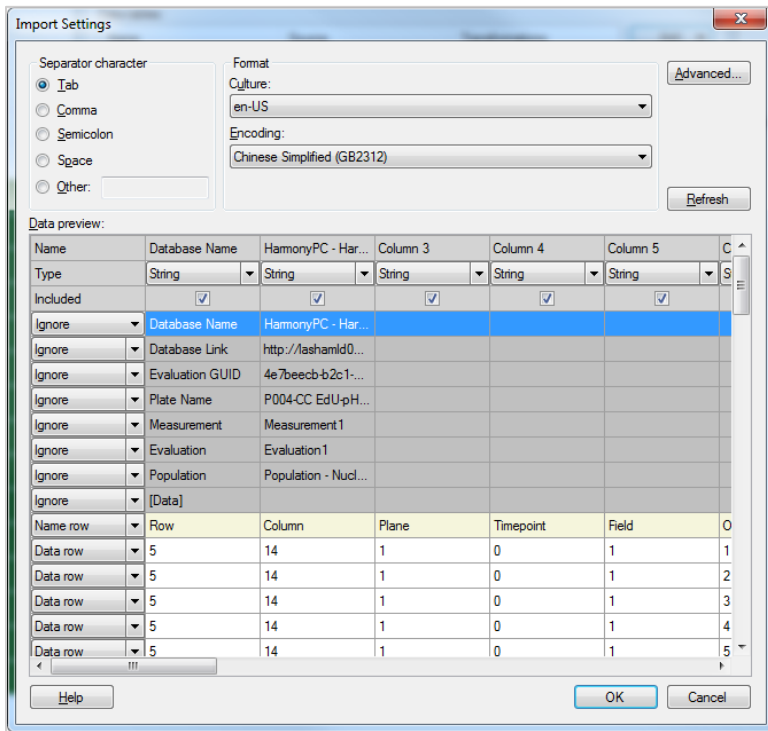 Import Settings
Separator character
Tab
Comma
Semicolon
Space
Other:
Format
Culture:
en-US
Encoding:
Chinese Simplified (GB2312)
Advanced...
Refresh
Data preview:
Name Database Name HarmonyPC - Har... Column 3 Column 4 Column 5 C
Type String String String String String S
Included
Ignore Database Name HarmonyPC - Har...
Ignore Database Link http://lashamld0...
Ignore Evaluation GUID 4e7beecb-b2c1-...
Ignore Plate Name P004-CC EdU-pH...
Ignore Measurement Measurement1
Ignore Evaluation Evaluation1
Ignore Population Population - Nucl...
Ignore [Data]
Name row Row Column Plane Timepoint Field O
Data row 5 14 1 0 1 1
Data row 5 14 1 0 1 2
Data row 5 14 1 0 1 3
Data row 5 14 1 0 1 4
Data row 5 14 1 0 1 5
Help OK Cancel